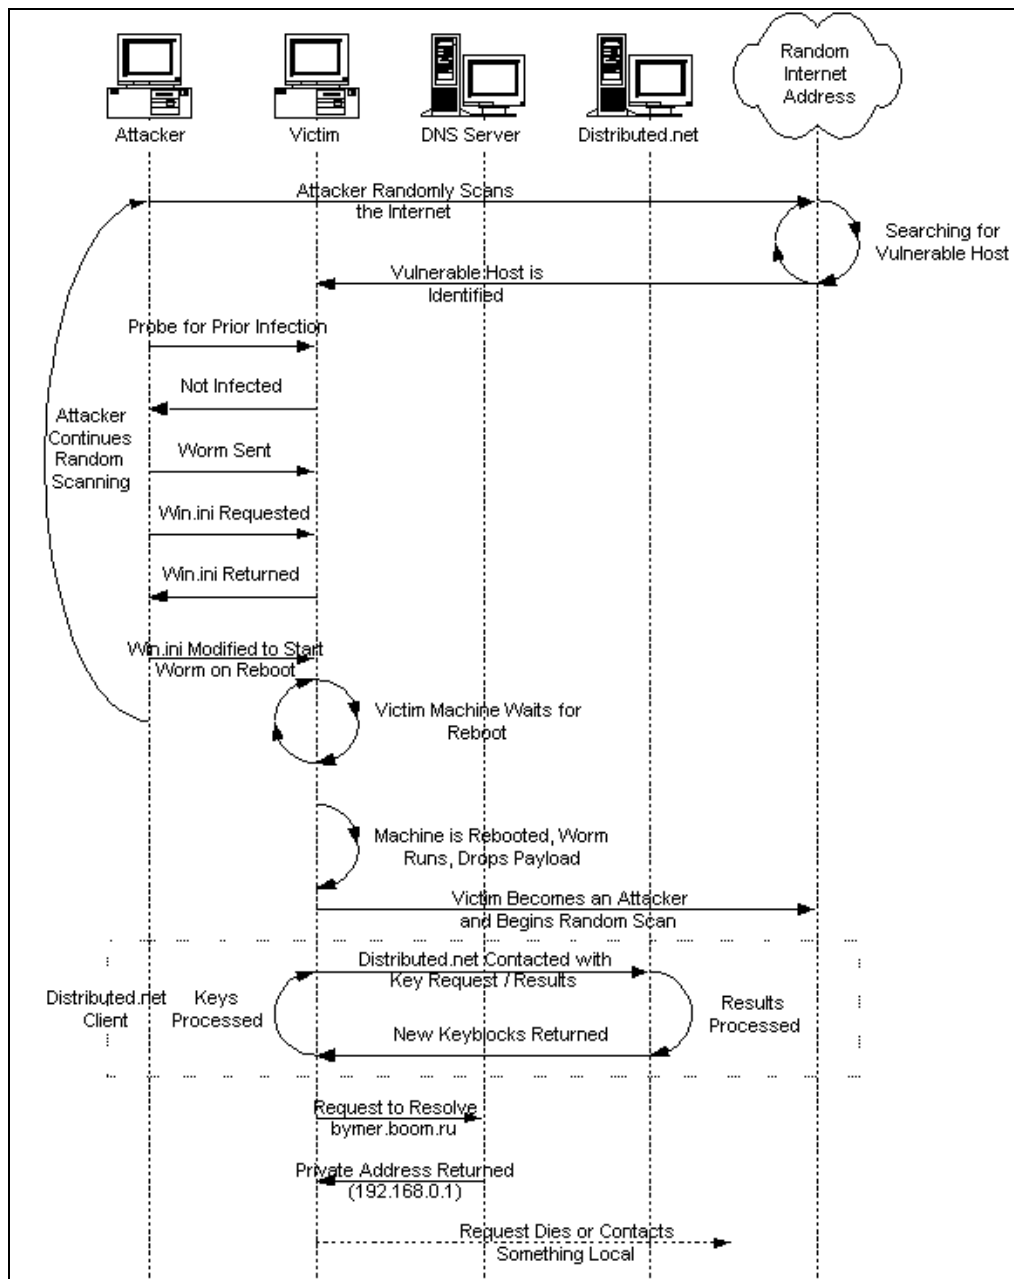 Attacker
Victim
DNS Server
Distributed.net
Random
Internet
Address
Attacker Randomly Scans
the Internet
Searching for
Vulnerable Host
Vulnerable Host is
Identified
Probe for Prior Infection
Not Infected
Attacker
Continues
Random
Scanning
Worm Sent
Win.ini Requested
Win.ini Returned
Win.ini Modified to Start
Worm on Reboot
Victim Machine Waits for
Reboot
Machine is Rebooted, Worm
Runs, Drops Payload
Victim Becomes an Attacker
and Begins Random Scan
Distributed.net Contacted with
Key Request / Results
Distributed.net
Client
Keys
Processed
Results
Processed
New Keyblocks Returned
Request to Resolve
bymer.boom.ru
Private Address Returned
(192.168.0.1)
Request Dies or Contacts
Something Local